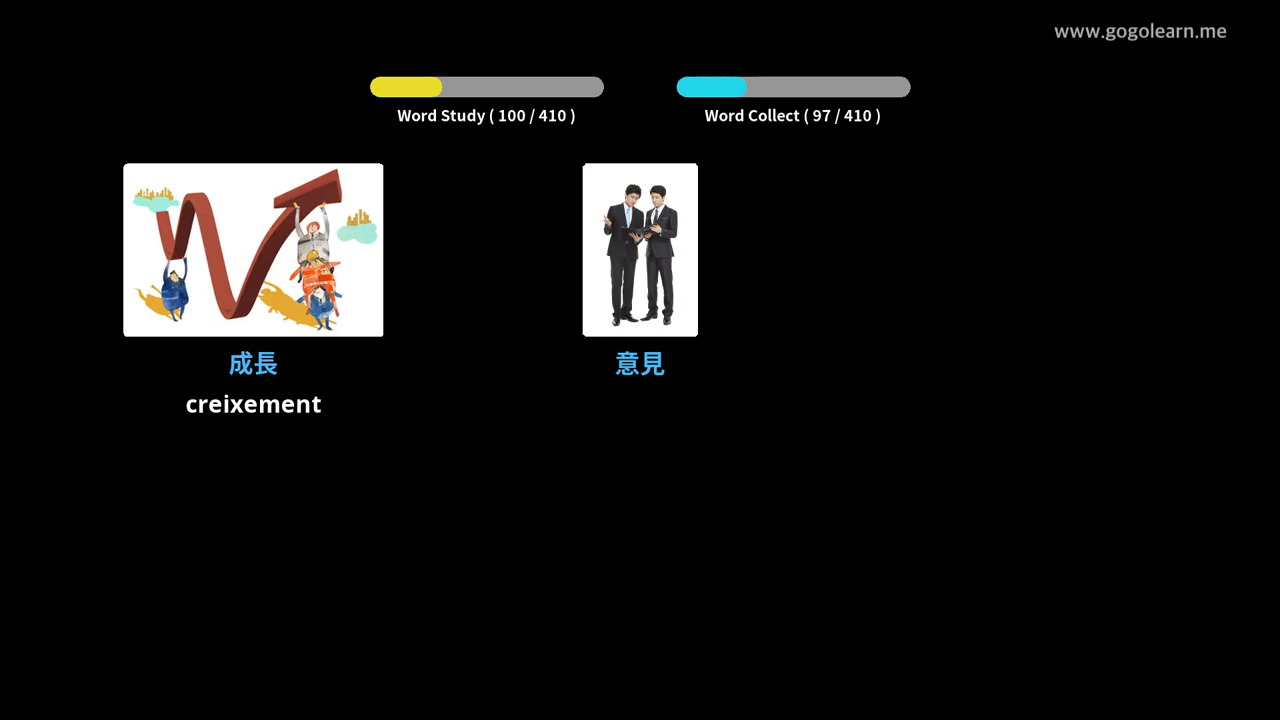 www.gogolearn.me
Word Study ( 100 / 410 )
Word Collect ( 97 / 410 )
成長
creixement
意見